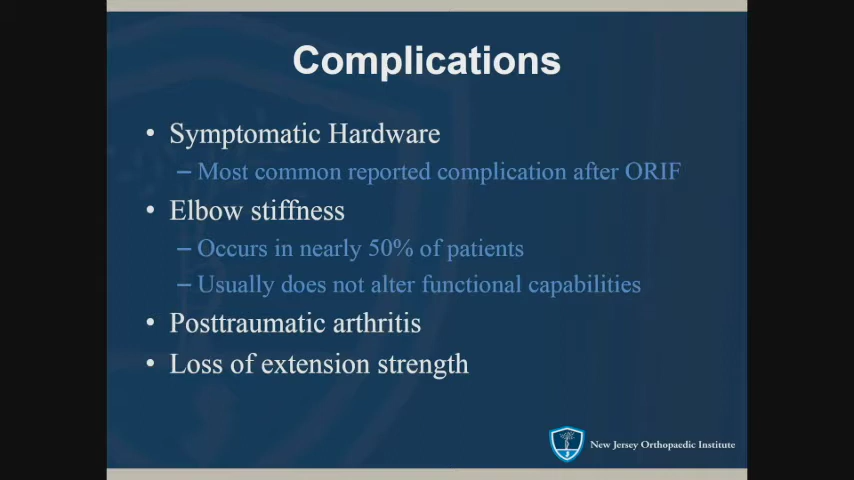 Complications
• Symptomatic Hardware
– Most common reported complication after ORIF
• Elbow stiffness
– Occurs in nearly 50% of patients
– Usually does not alter functional capabilities
• Posttraumatic arthritis
• Loss of extension strength
New Jersey Orthopaedic Institute